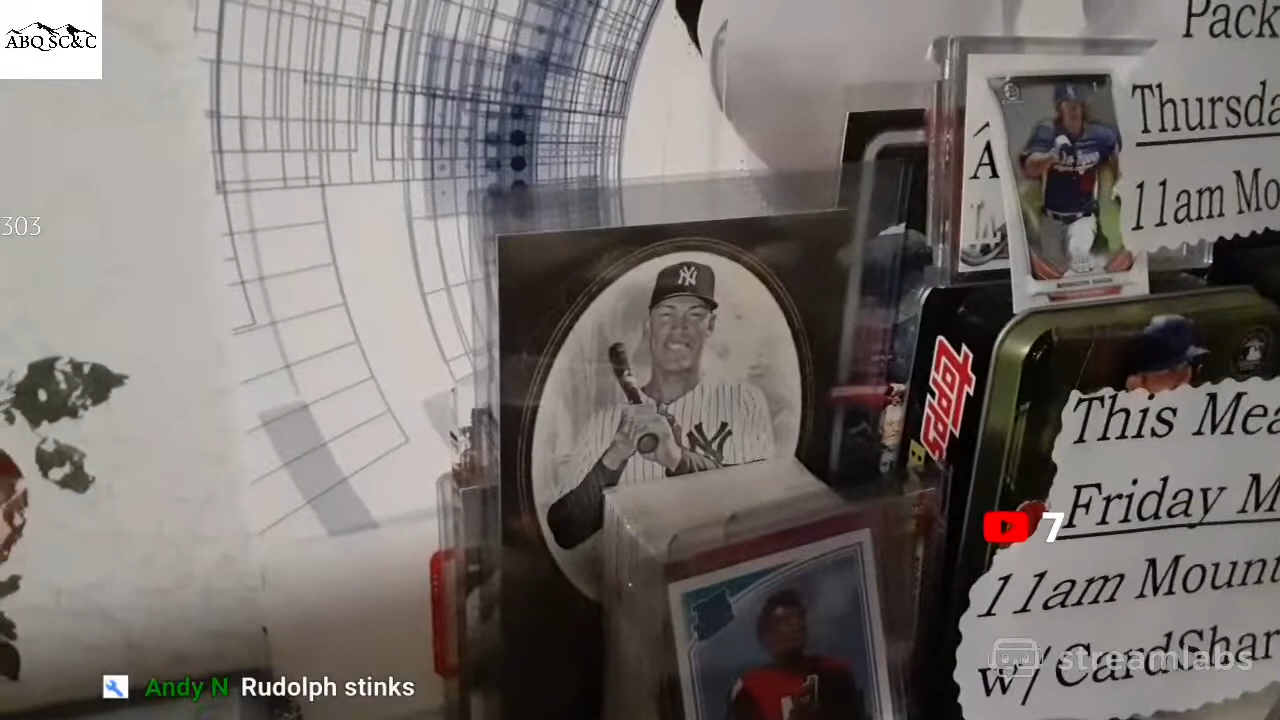 ABQ SC&C
Pack
Thursda
11am Mo
303
A
NY
topps
This Mea
Friday M
7
11am Mount
w/ CardShar
streamlabs
Andy N Rudolph stinks